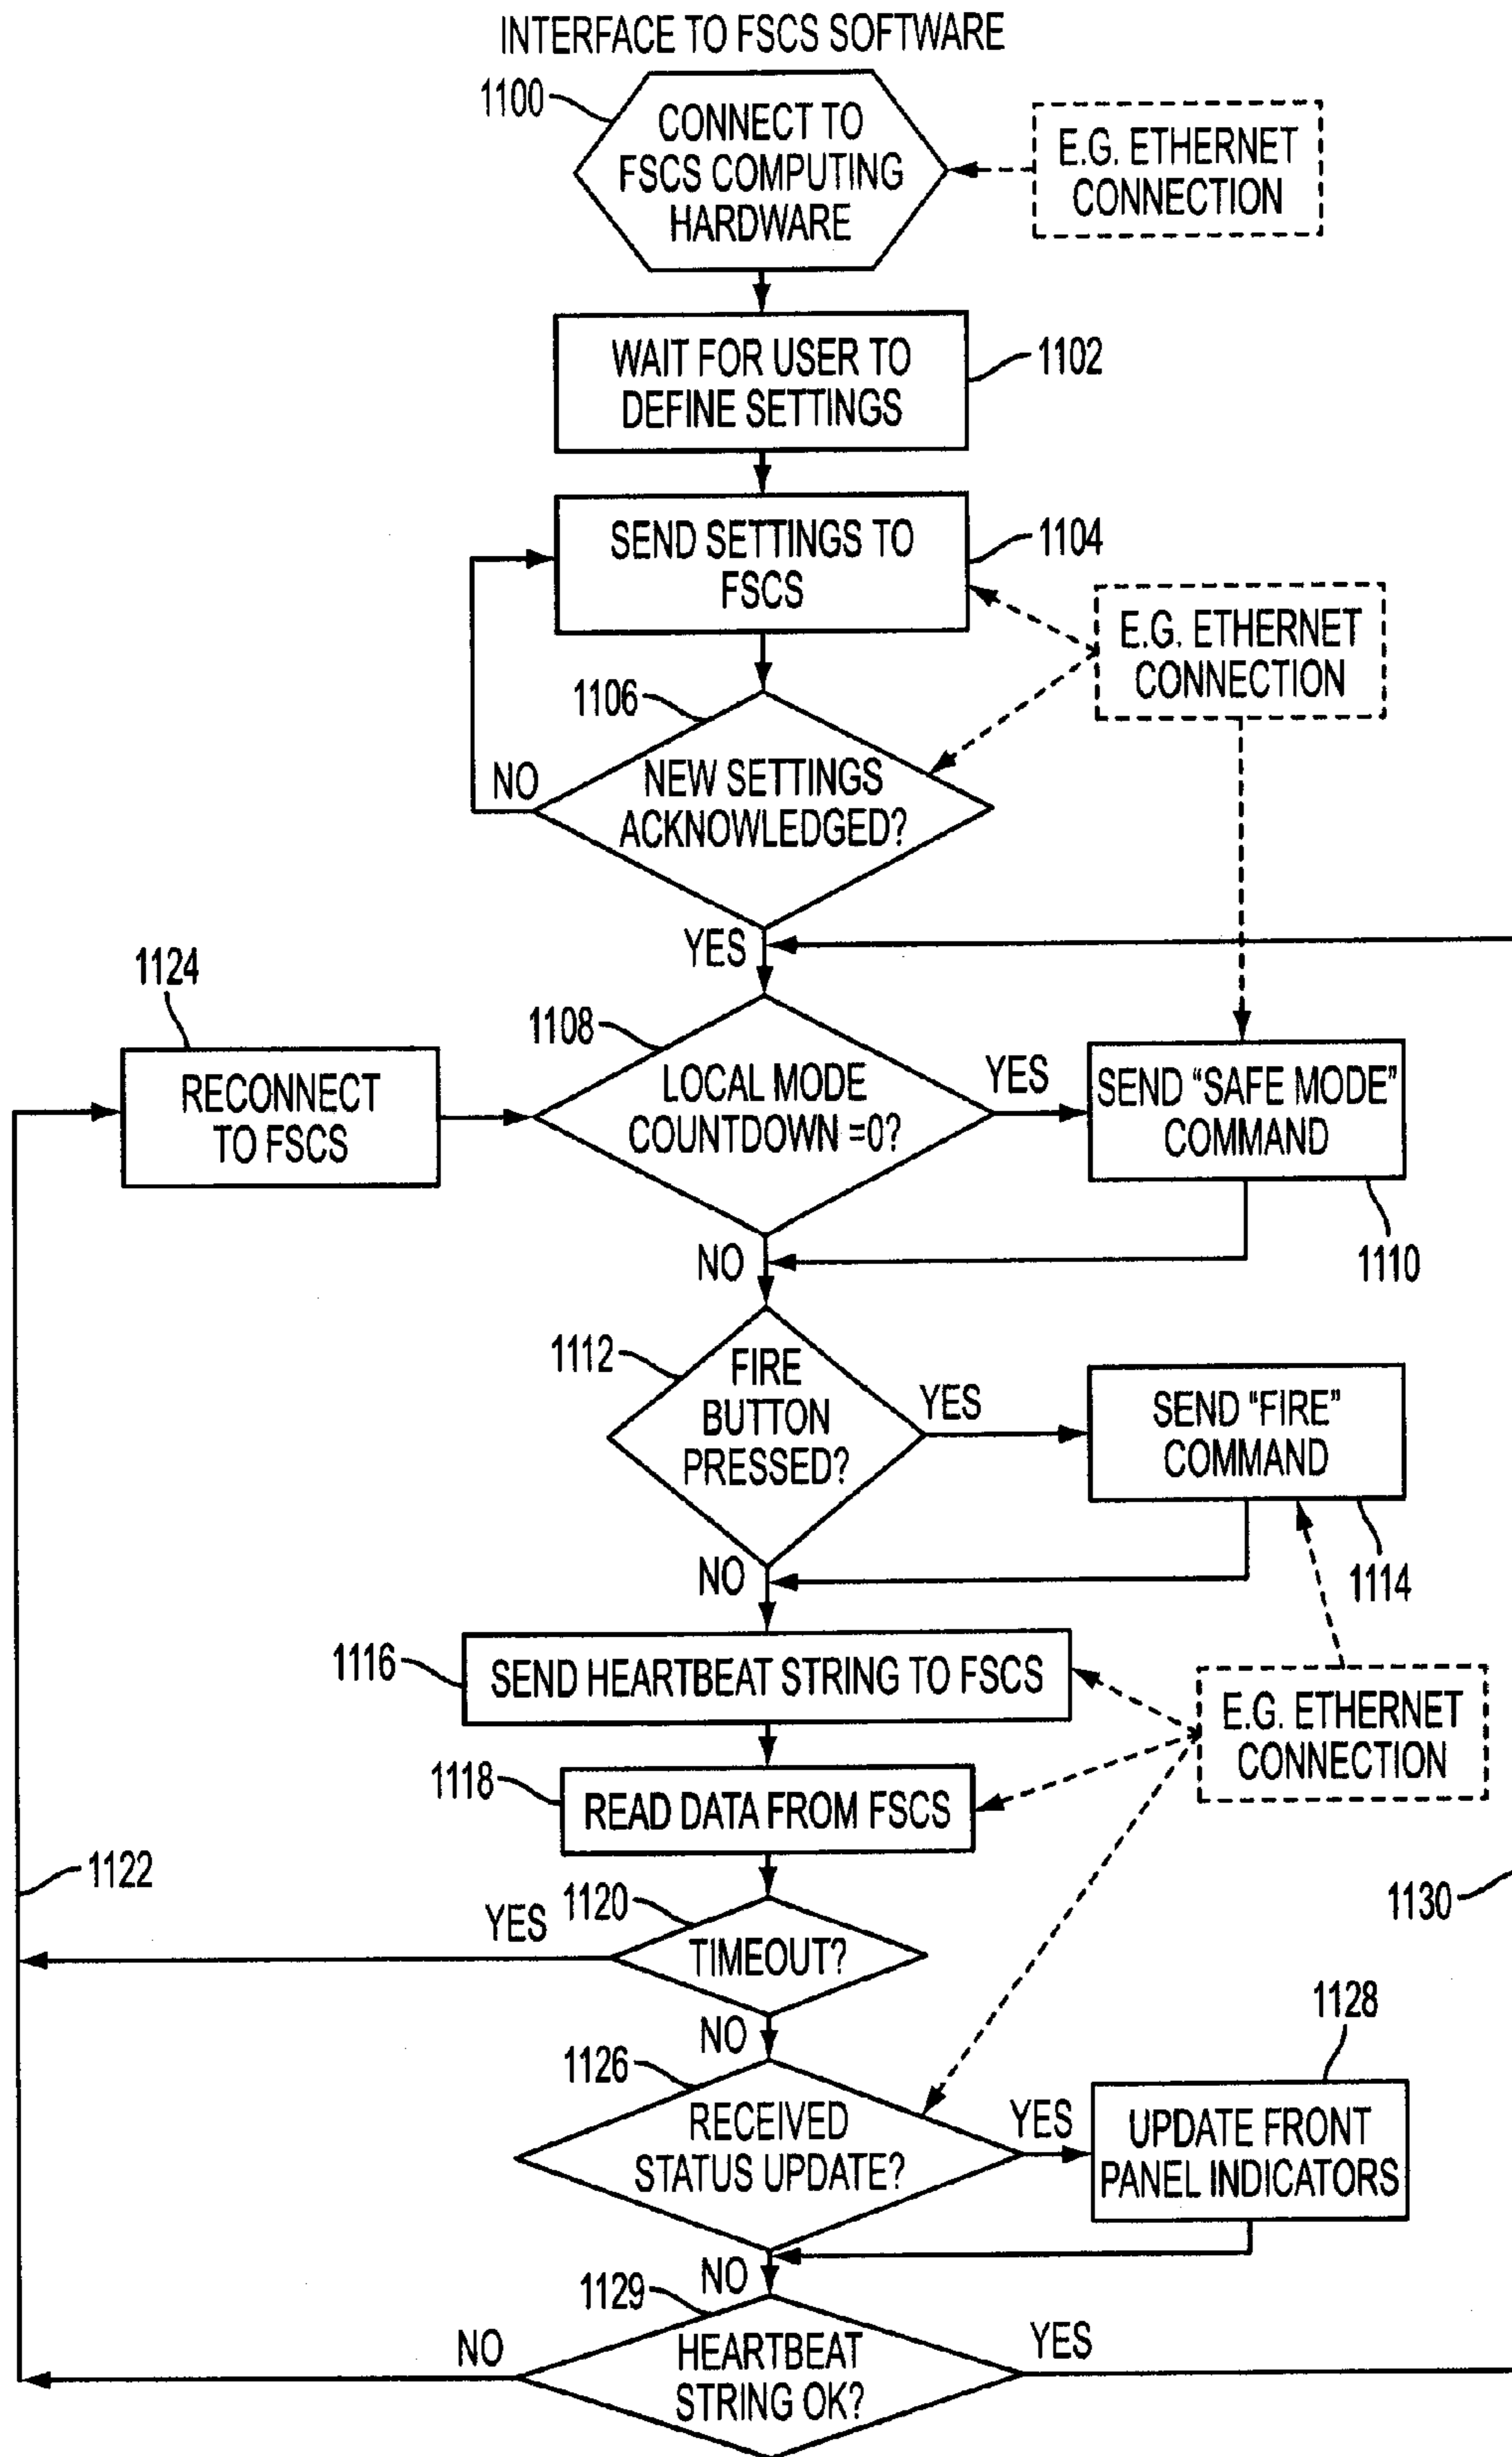 INTERFACE TO FSCS SOFTWARE
1100
CONNECT TO
FSCS COMPUTING
HARDWARE
E.G. ETHERNET
CONNECTION
WAIT FOR USER TO
DEFINE SETTINGS
1102
SEND SETTINGS TO
FSCS
1104
E.G. ETHERNET
CONNECTION
1106
NO
NEW SETTINGS
ACKNOWLEDGED?
YES
1124
RECONNECT
TO FSCS
1108
LOCAL MODE
COUNTDOWN =0?
YES
SEND “SAFE MODE”
COMMAND
1110
NO
1112
FIRE
BUTTON
PRESSED?
YES
SEND “FIRE”
COMMAND
1114
NO
1116
SEND HEARTBEAT STRING TO FSCS
E.G. ETHERNET
CONNECTION
1118
READ DATA FROM FSCS
1122
1120
YES
TIMEOUT?
1130
NO
1126
RECEIVED
STATUS UPDATE?
YES
1128
UPDATE FRONT
PANEL INDICATORS
NO
1129
NO
HEARTBEAT
STRING OK?
YES